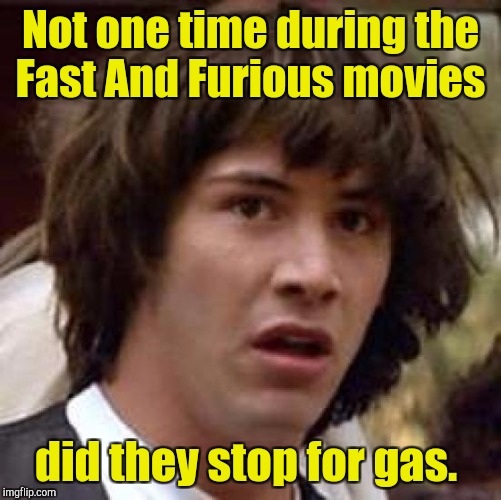 Not one time during the
Fast And Furious movies
did they stop for gas.
imgflip.com